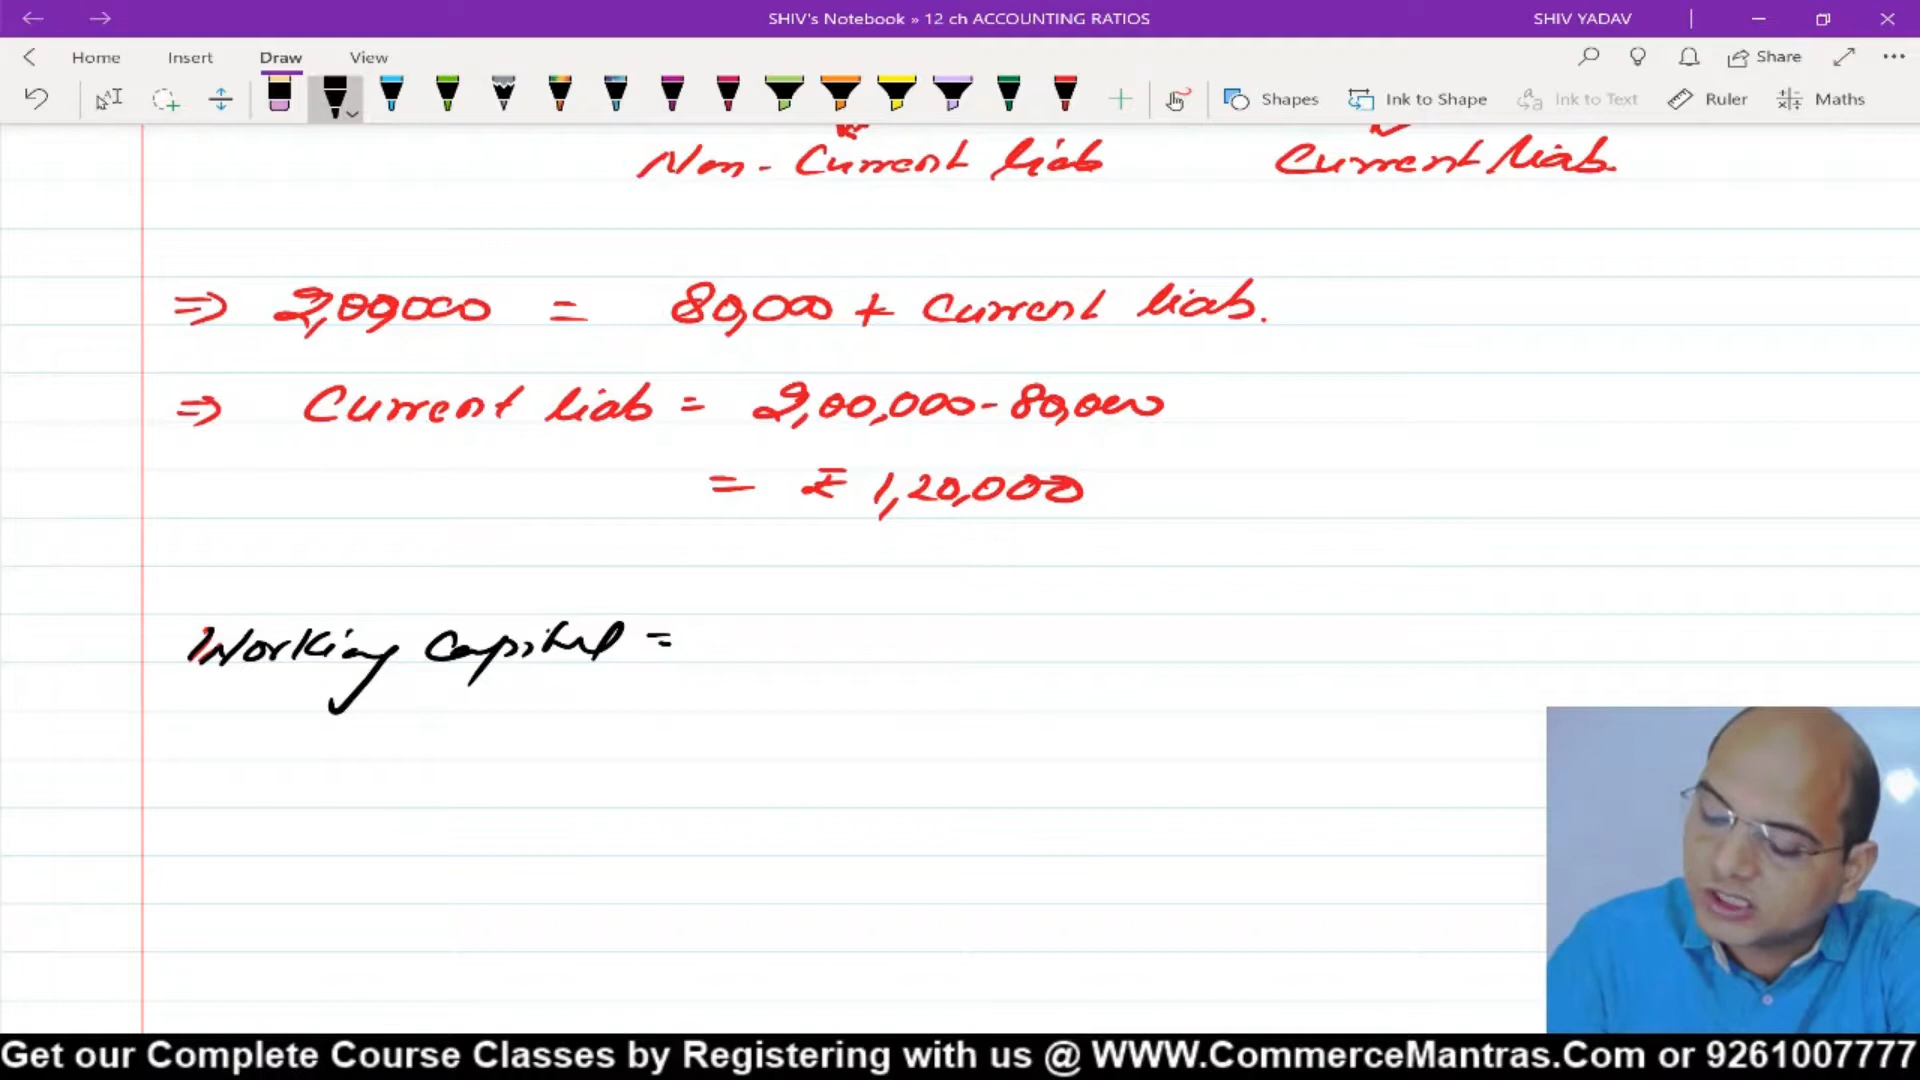 SHIV's Notebook » 12 ch ACCOUNTING RATIOS SHIV YADAV
Home Insert Draw View Share
Shapes Ink to Shape Ink to Text Ruler Maths
Non-Current liab Current liab.
⇒ 2,00,000 = 80,000 + Current liab.
⇒ Current liab = 2,00,000-80,000
= ₹ 1,20,000
Working Capital =
Get our Complete Course Classes by Registering with us @ WWW.CommerceMantras.Com or 9261007777